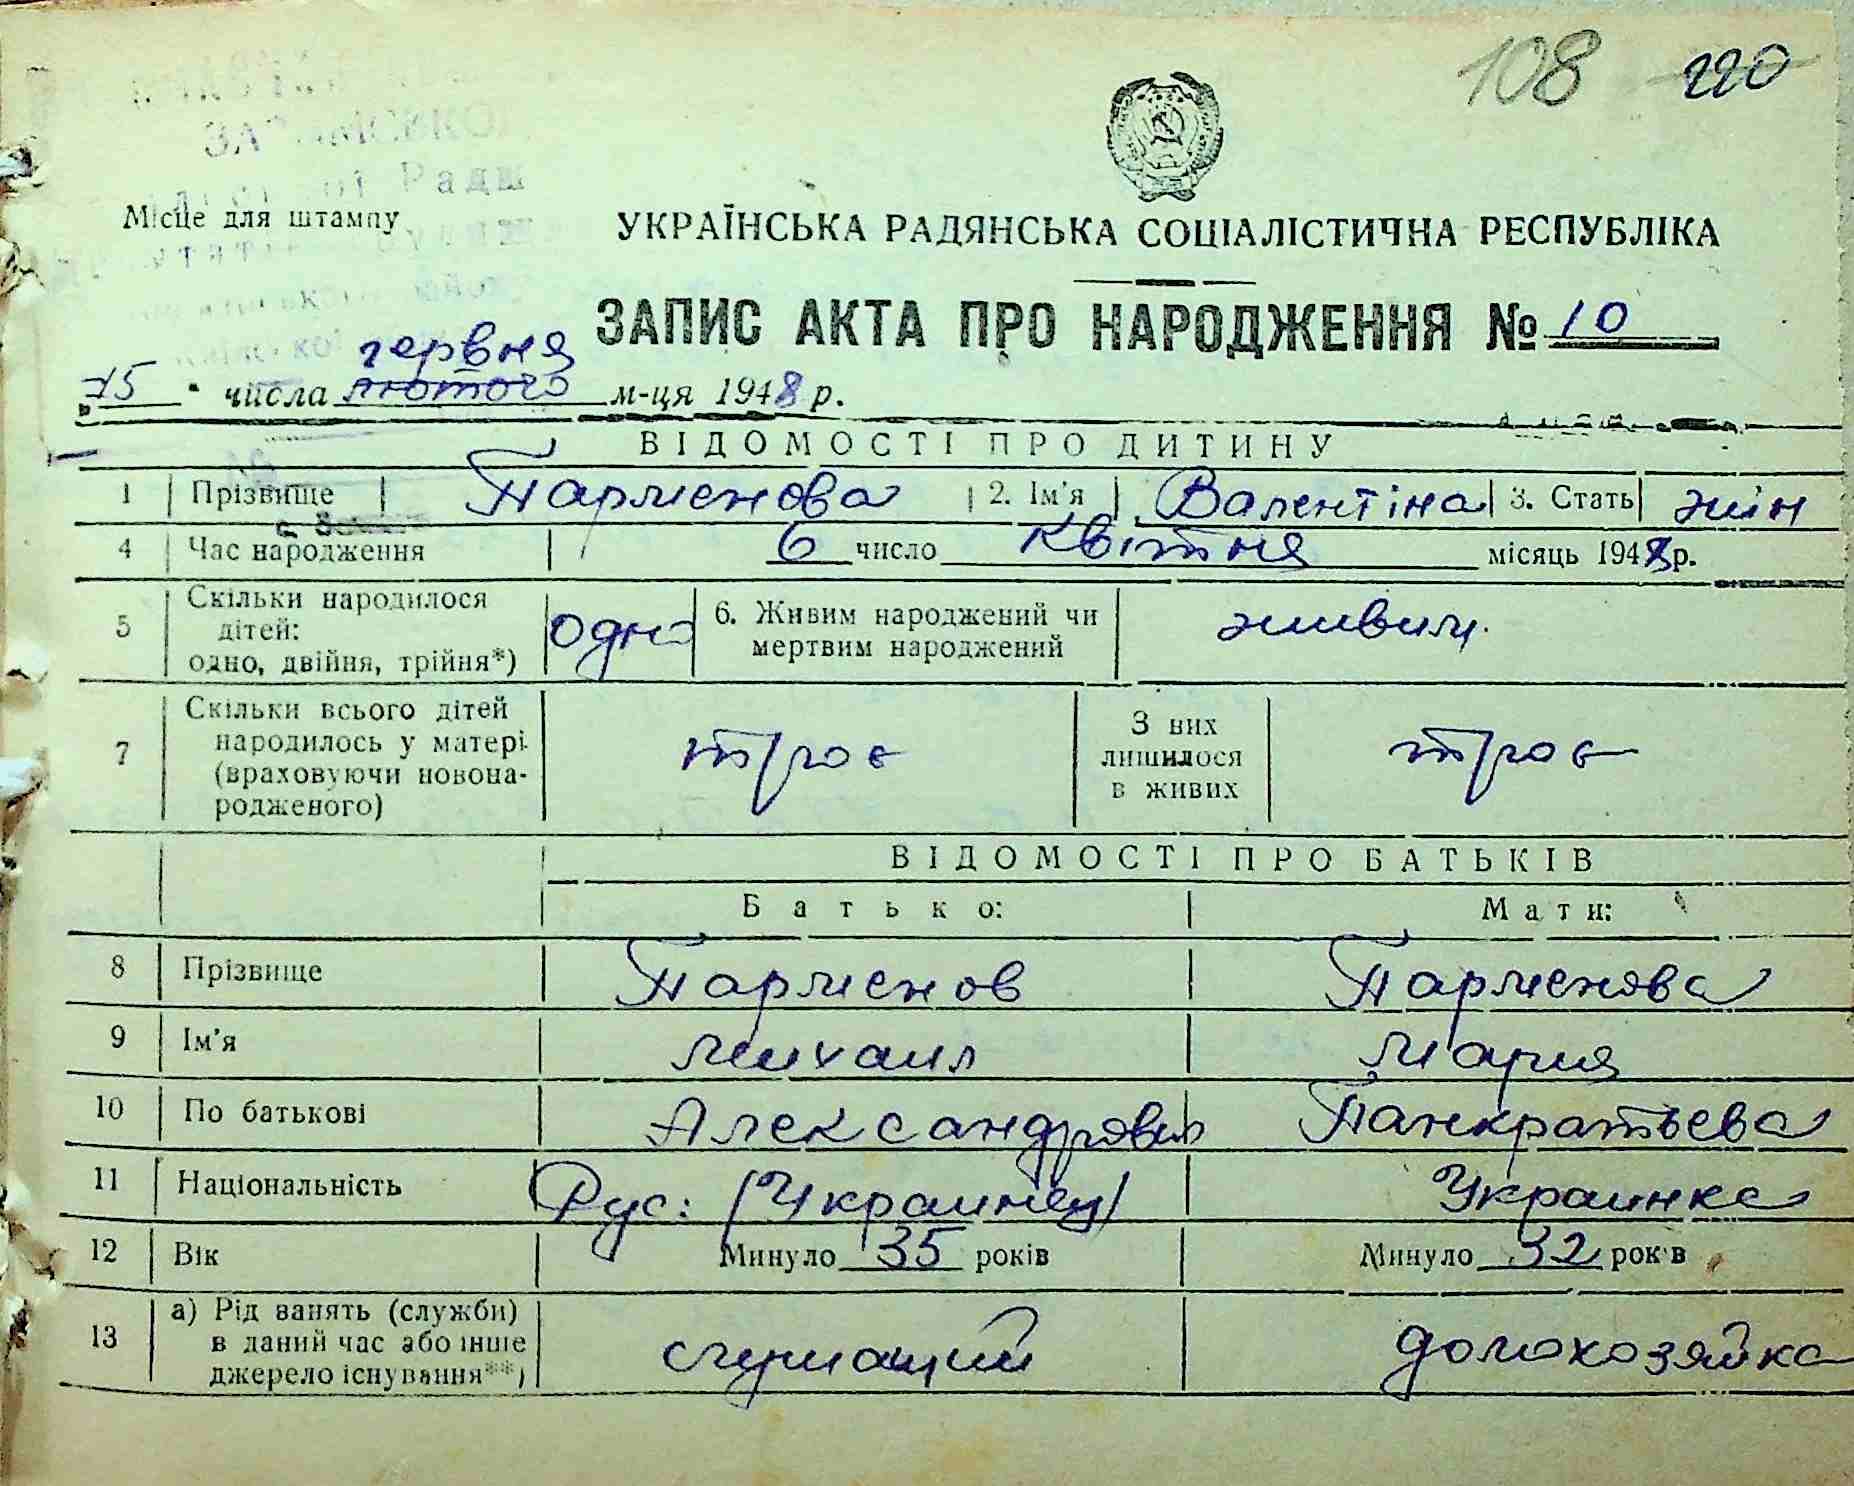 108 220
ЗА МСЬКО
Радш
Місце для штампу
УКРАЇНСЬКА РАДЯНСЬКА СОЦІАЛІСТИЧНА РЕСПУБЛІКА
ЗАПИС АКТА ПРО НАРОДЖЕННЯ № 10
червня
15 " числа лютого м-ця 1948 р.
ВІДОМОСТІ ПРО ДИТИНУ
1 Прізвище Парменова 2. Ім'я Валентіна 3. Стать жін
4 Час народження 6 число квітня місяць 1948 р.
5 Скільки народилося дітей: одно, двійня, трійня*) одно 6. Живим народжений чи мертвим народжений живим.
7 Скільки всього дітей народилось у матері (враховуючи новона-родженого) троє З них лишилося в живих троє
ВІДОМОСТІ ПРО БАТЬКІВ
Батько: Мати:
8 Прізвище Парменов Парменова
9 Ім'я Михаил Мария
10 По батькові Александрович Панкратьева
11 Національність Рус: (Украинец) Украинка
12 Вік Минуло 35 років Минуло 32 років
13 а) Рід занять (служби) в даний час або інше джерело існування**) служащий домохозяйка